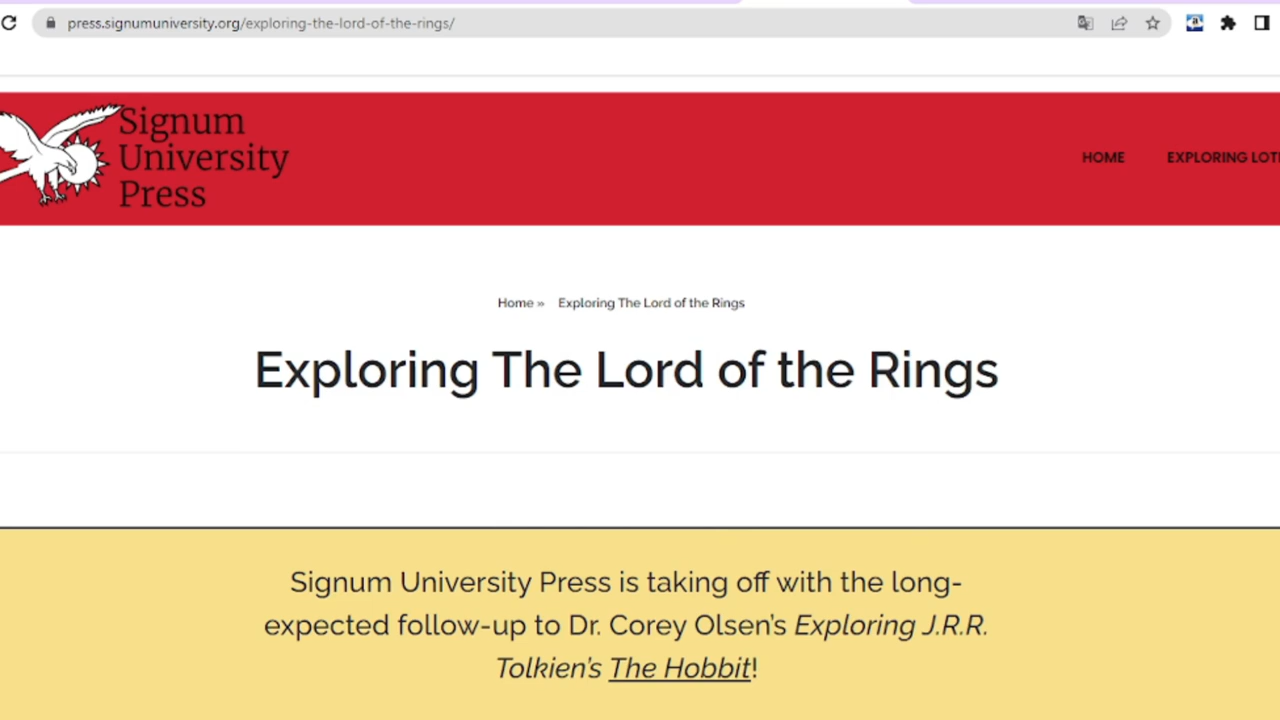 press.signumuniversity.org/exploring-the-lord-of-the-rings/
Signum
University
Press
HOME
EXPLORING
Home » Exploring The Lord of the Rings
Exploring The Lord of the Rings
Signum University Press is taking off with the long-
expected follow-up to Dr. Corey Olsen's Exploring J.R.R.
Tolkien's The Hobbit!